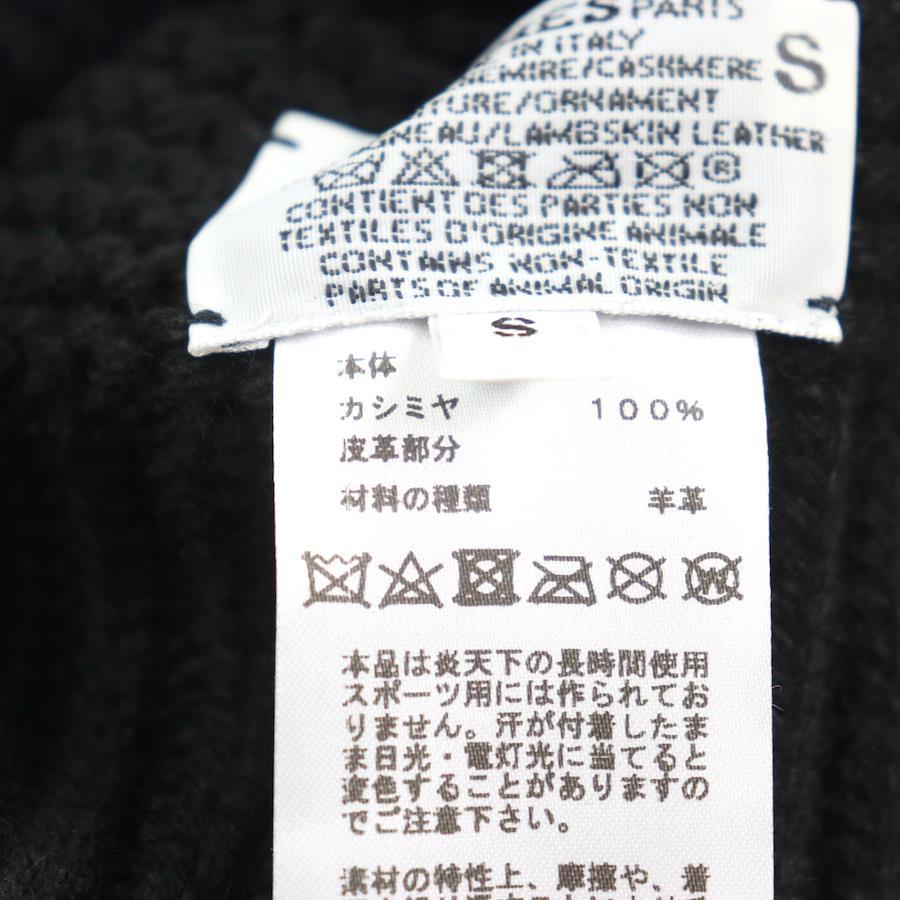 PARIS
IN ITALY
/CASHMERE
S
/ORNAMENT
/LAMBSKIN LEATHER
CONTIENT DES PARTIES NON
TEXTILES D'ORIGINE ANIMALE
CONTAINS NON-TEXTILE
PARTS OF ANIMAL ORIGIN
S
本体
カシミヤ 100%
皮革部分
材料の種類 羊革
W
本品は炎天下の長時間使用
スポーツ用には作られてお
りません。汗が付着したま
ま日光・電灯光に当てると
変色することがありますの
でご注意下さい。
素材の特性上、摩擦や、着